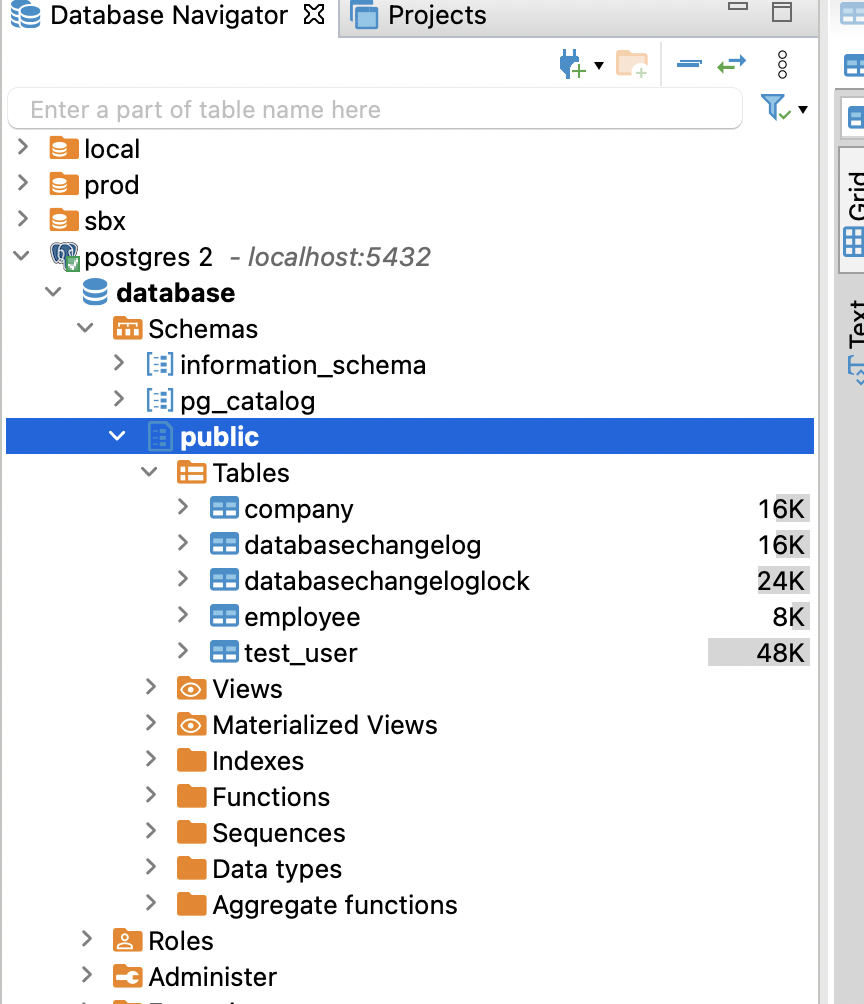 Database Navigator
Projects
Enter a part of table name here
local
prod
sbx
postgres 2 - localhost:5432
database
Schemas
information_schema
pg_catalog
public
Tables
company 16K
databasechangelog 16K
databasechangeloglock 24K
employee 8K
test_user 48K
Views
Materialized Views
Indexes
Functions
Sequences
Data types
Aggregate functions
Roles
Administer
Grid
Text